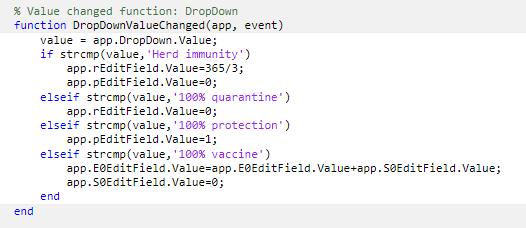 % Value changed function: DropDown
function DropDownValueChanged(app, event)
    value = app.DropDown.Value;
    if strcmp(value,'Herd immunity')
        app.rEditField.Value=365/3;
        app.pEditField.Value=0;
    elseif strcmp(value,'100% quarantine')
        app.rEditField.Value=0;
    elseif strcmp(value,'100% protection')
        app.pEditField.Value=1;
    elseif strcmp(value,'100% vaccine')
        app.E0EditField.Value=app.E0EditField.Value+app.S0EditField.Value;
        app.S0EditField.Value=0;
    end
end